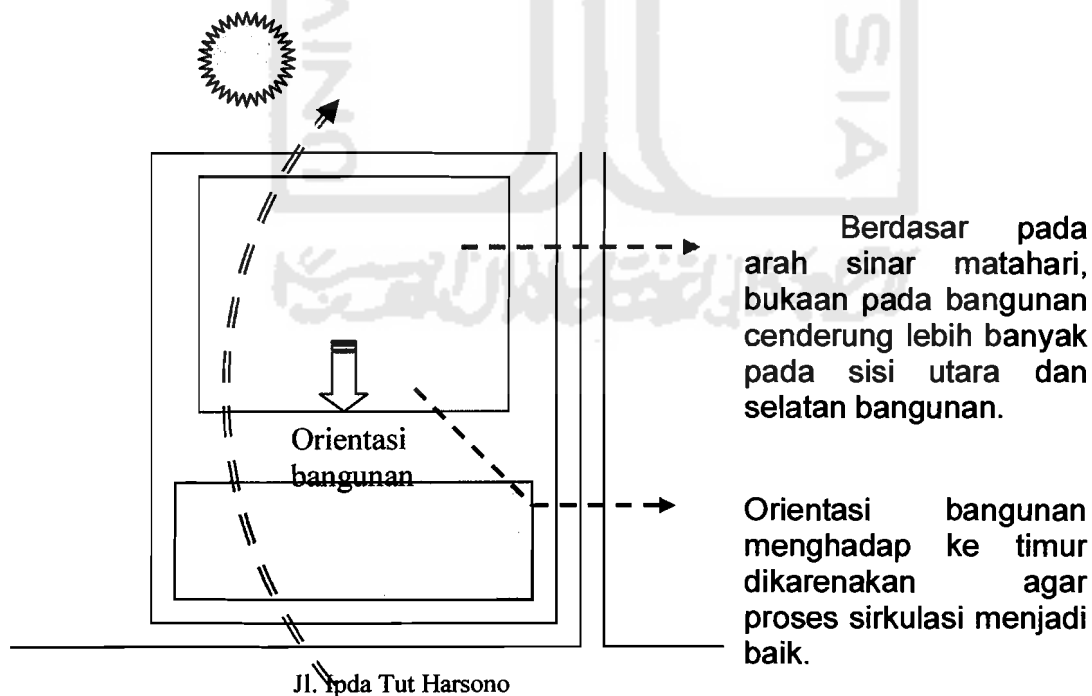 Berdasar pada
arah sinar matahari,
bukaan pada bangunan
cenderung lebih banyak
pada sisi utara dan
selatan bangunan.
Orientasi
bangunan
Orientasi bangunan
menghadap ke timur
dikarenakan agar
proses sirkulasi menjadi
baik.
Jl. Ipda Tut Harsono